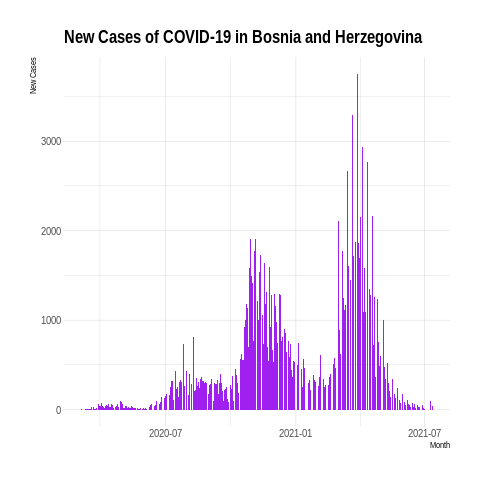 New Cases of COVID-19 in Bosnia and Herzegovina
New Cases
3000
2000
1000
0
2020-07
2021-01
2021-07
Month